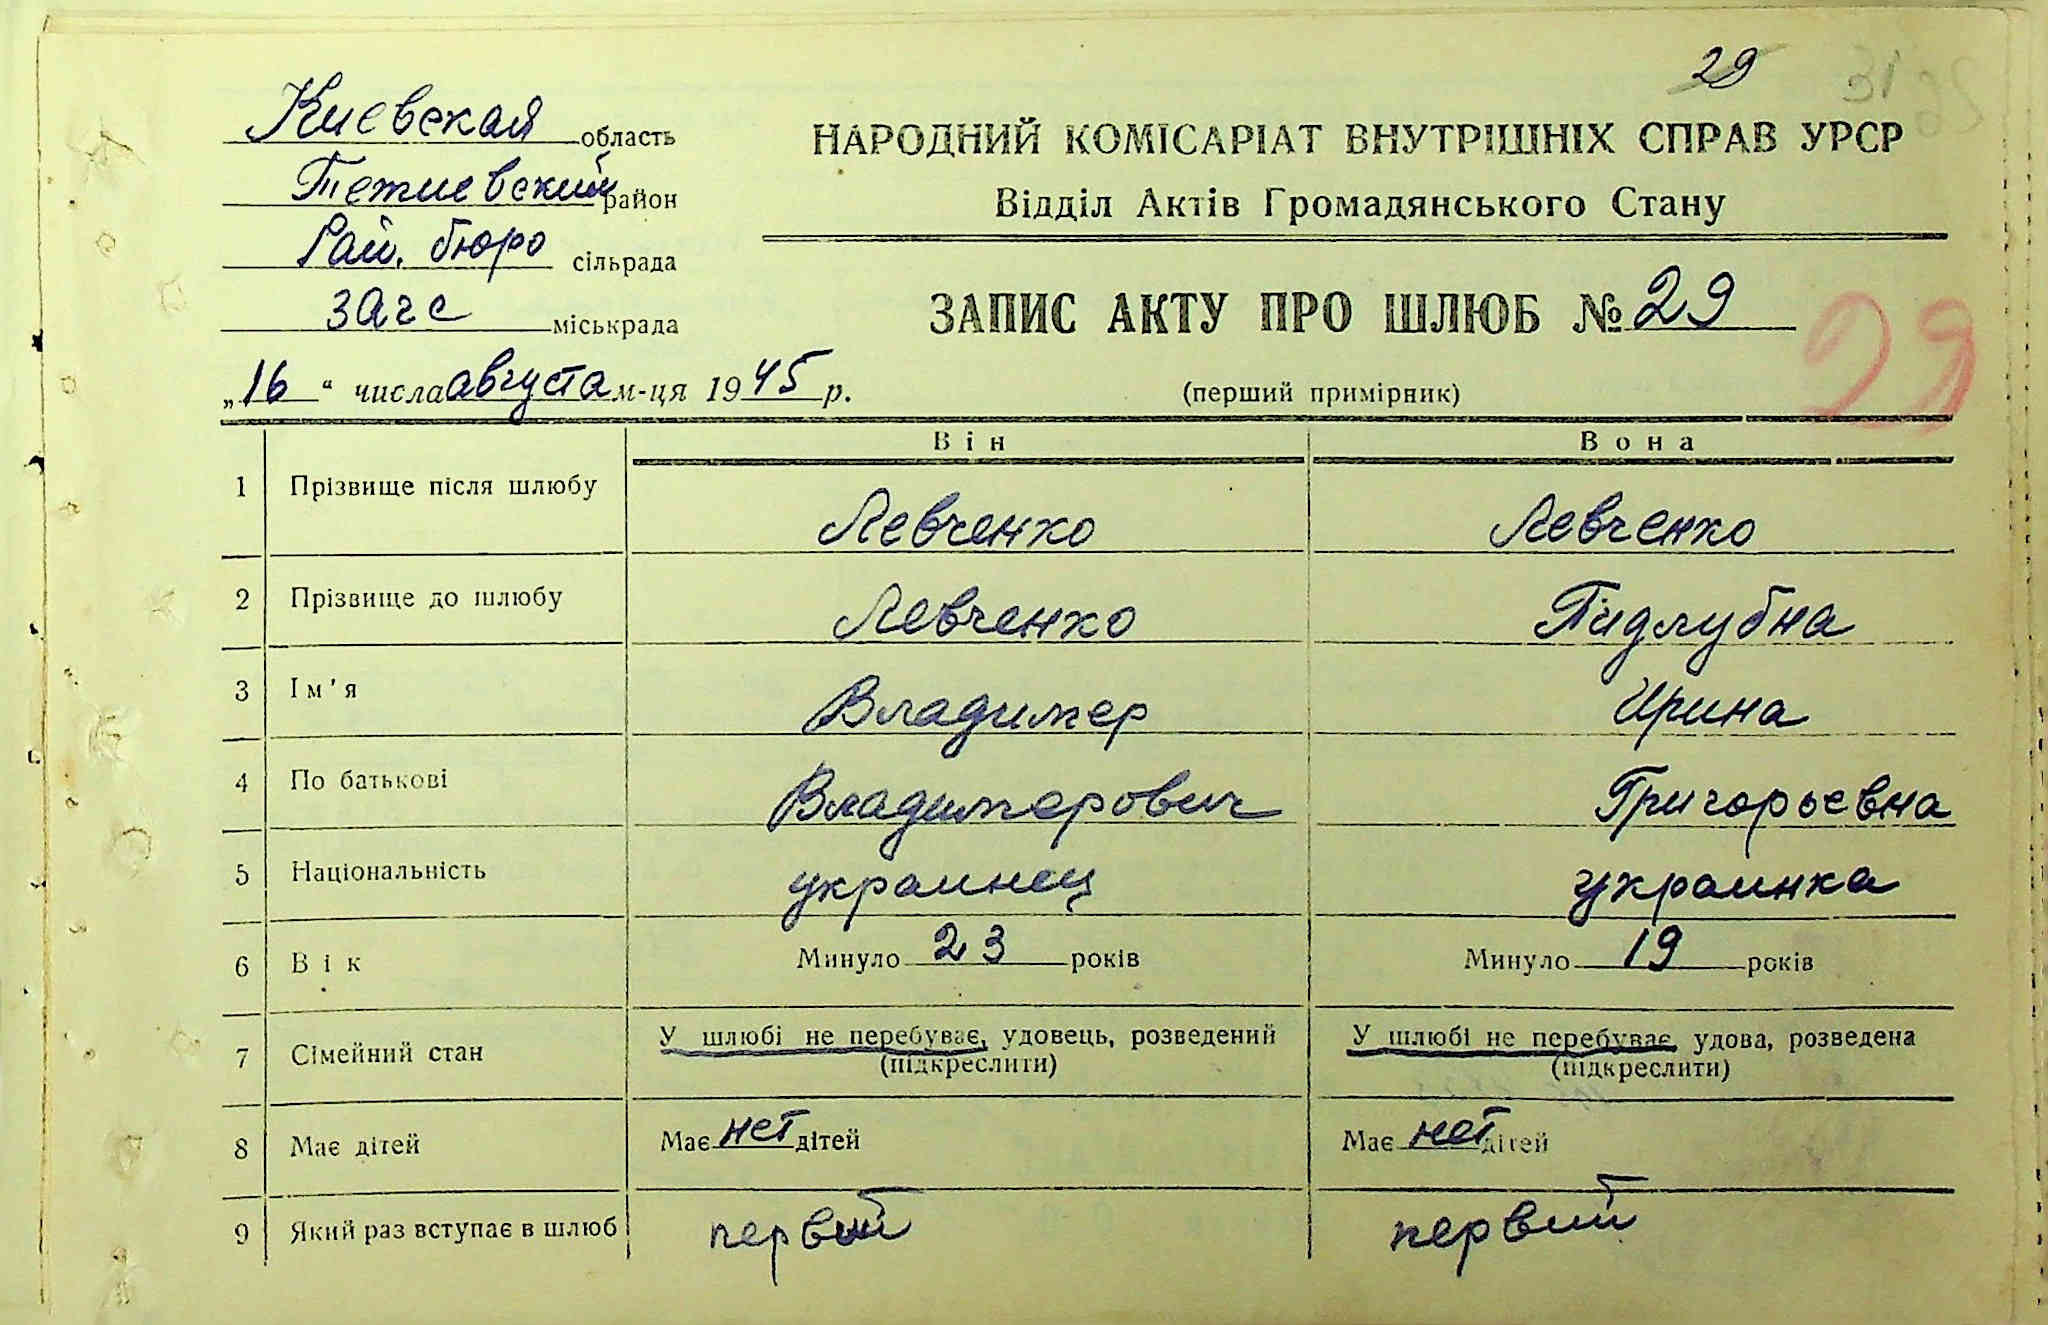 29 31
Киевская область
Тетиевский район
Рай. бюро сільрада
загс міськрада
НАРОДНИЙ КОМІСАРІАТ ВНУТРІШНІХ СПРАВ УРСР
Відділ Актів Громадянського Стану
ЗАПИС АКТУ ПРО ШЛЮБ № 29
29
„16“ числа августа м-ця 1945 р.
(перший примірник)
Він Вона
1 Прізвище після шлюбу Левченко Левченко
2 Прізвище до шлюбу Левченко Пидлубна
3 Ім'я Владимер Ирина
4 По батькові Владимерович Григорьевна
5 Національність украинец украинка
6 Вік Минуло 23 років Минуло 19 років
7 Сімейний стан У шлюбі не перебуває, удовець, розведений У шлюбі не перебуває, удова, розведена
(підкреслити) (підкреслити)
8 Має дітей Має нет дітей Має нет дітей
9 Який раз вступає в шлюб первий первий